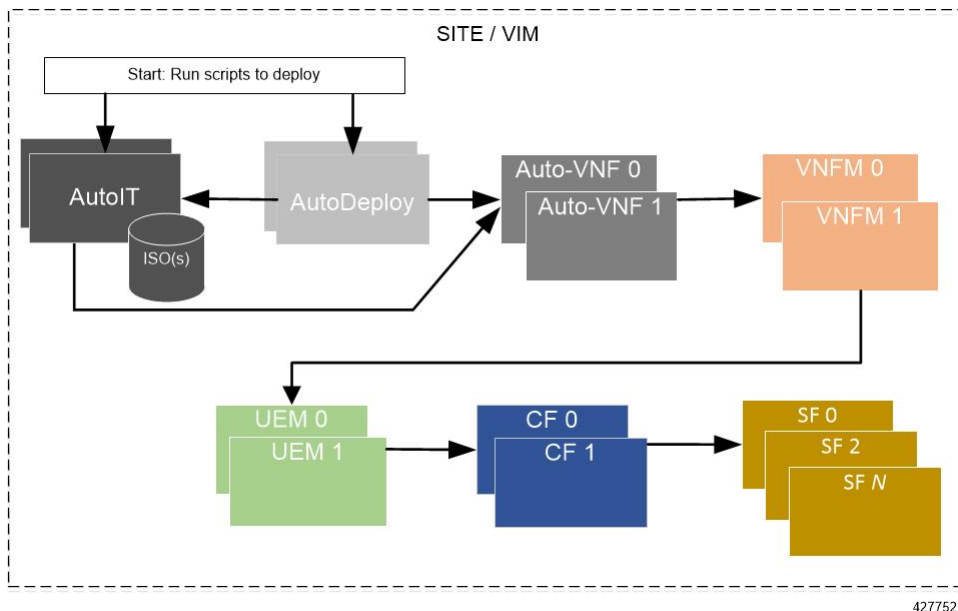 SITE / VIM
Start: Run scripts to deploy
AutoIT
ISO(s)
AutoDeploy
Auto-VNF 0
Auto-VNF 1
VNFM 0
VNFM 1
UEM 0
UEM 1
CF 0
CF 1
SF 0
SF 2
SF N
427752